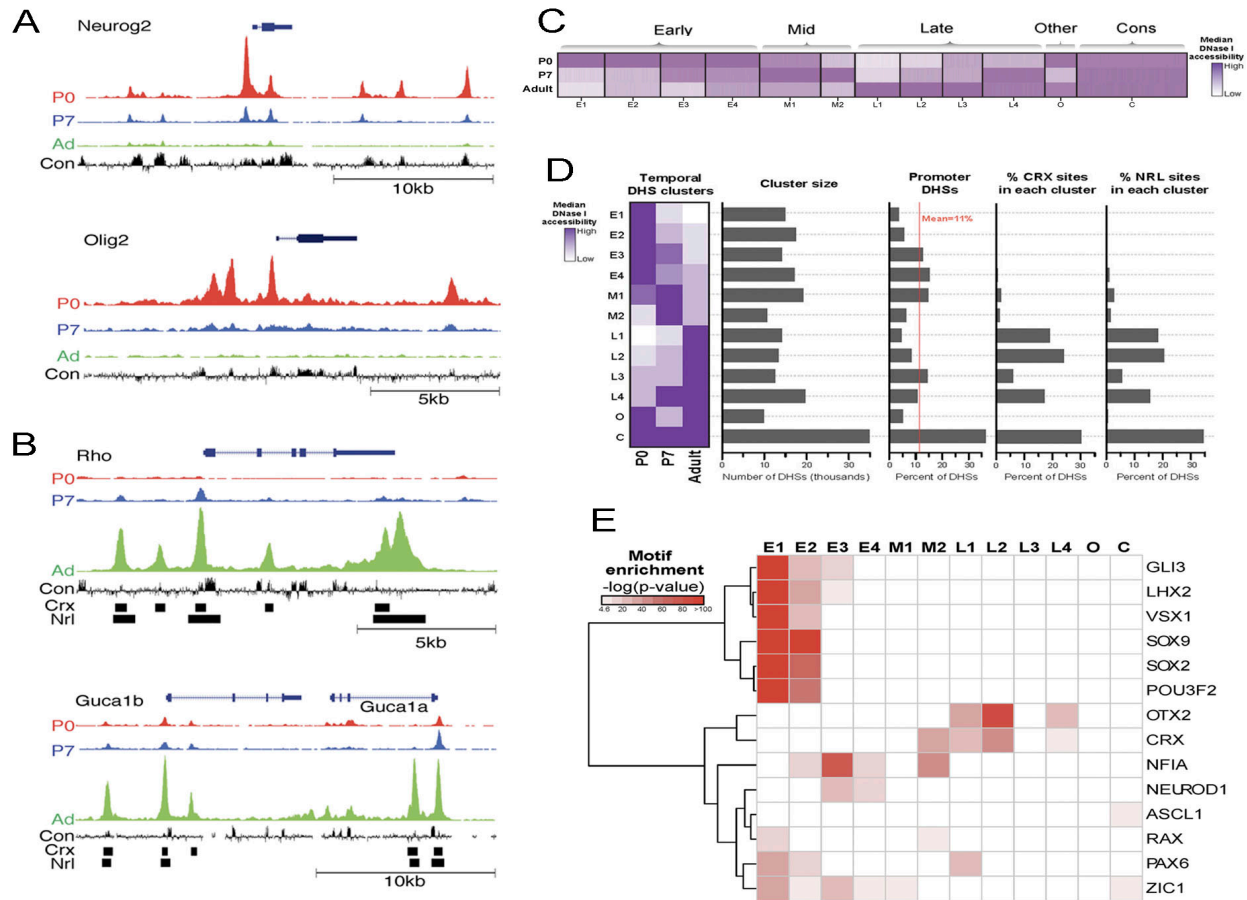 A
Neurog2
P0
P7
Ad
Con
10kb
Olig2
P0
P7
Ad
Con
5kb
B
Rho
P0
P7
Ad
Con
Crx
Nrl
5kb
Guca1b
Guca1a
P0
P7
Ad
Con
Crx
Nrl
10kb
C
Early Mid Late Other Cons
P0
P7
Adult
E1 E2 E3 E4 M1 M2 L1 L2 L3 L4 O C
Median
DNase I
accessibility
High
Low
D
Temporal
DHS clusters
Cluster size
Promoter
DHSs
% CRX sites
in each cluster
% NRL sites
in each cluster
Median
DNase I
accessibility
High
Low
Mean=11%
E1
E2
E3
E4
M1
M2
L1
L2
L3
L4
O
C
P0 P7 Adult
0 10 20 30
Number of DHSs (thousands)
0 10 20 30
Percent of DHSs
0 10 20 30
Percent of DHSs
0 10 20 30
Percent of DHSs
E
Motif
enrichment
-log(p-value)
4.6 20 40 60 80 >100
E1 E2 E3 E4 M1 M2 L1 L2 L3 L4 O C
GLI3
LHX2
VSX1
SOX9
SOX2
POU3F2
OTX2
CRX
NFIA
NEUROD1
ASCL1
RAX
PAX6
ZIC1